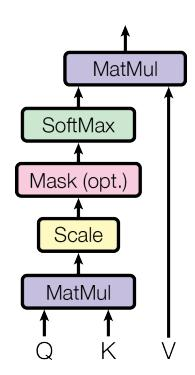 MatMul
SoftMax
Mask (opt.)
Scale
MatMul
Q K V